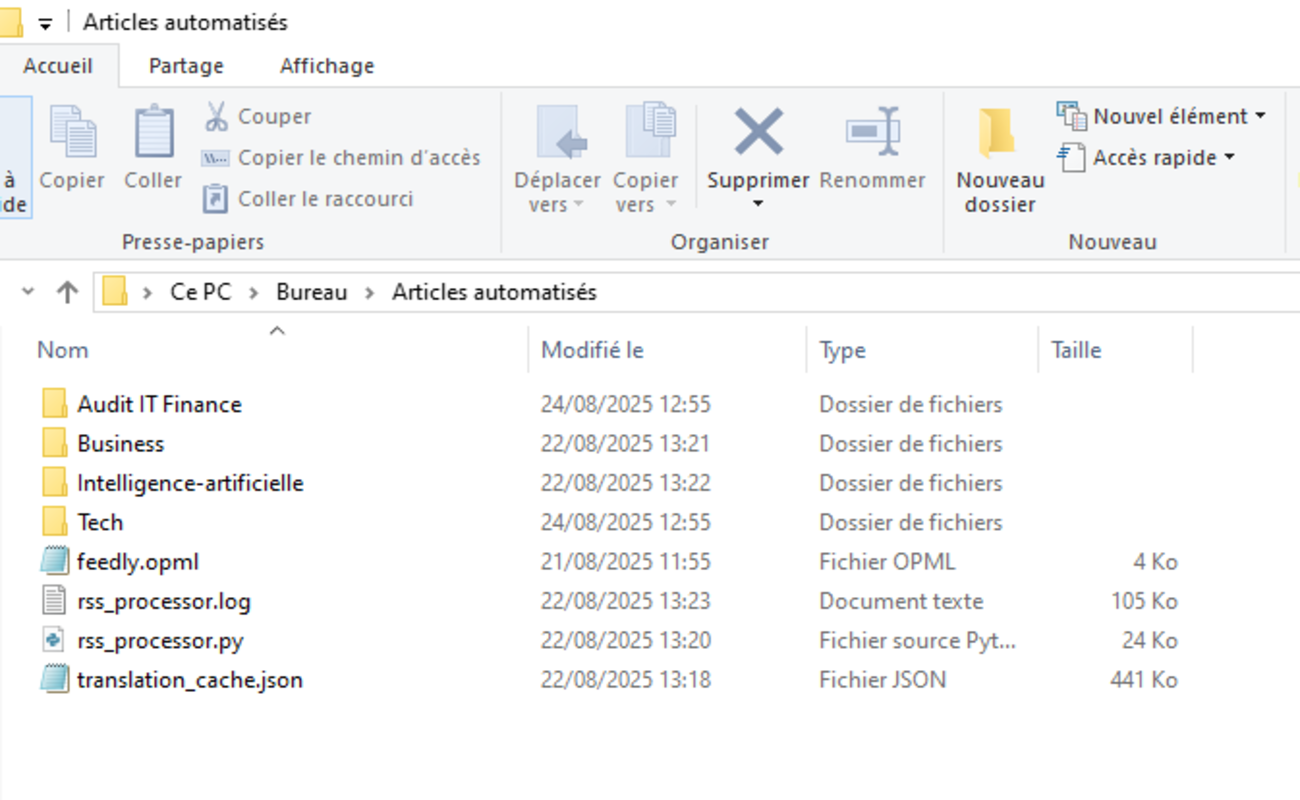 Articles automatisés
Accueil Partage Affichage
à
de
Copier
Coller
Couper
Copier le chemin d'accès
Coller le raccourci
Presse-papiers
Déplacer
vers
Copier
vers
Supprimer
Renommer
Organiser
Nouveau
dossier
Nouvel élément
Accès rapide
Nouveau
Ce PC > Bureau > Articles automatisés
Nom Modifié le Type Taille
Audit IT Finance 24/08/2025 12:55 Dossier de fichiers
Business 22/08/2025 13:21 Dossier de fichiers
Intelligence-artificielle 22/08/2025 13:22 Dossier de fichiers
Tech 24/08/2025 12:55 Dossier de fichiers
feedly.opml 21/08/2025 11:55 Fichier OPML 4 Ko
rss_processor.log 22/08/2025 13:23 Document texte 105 Ko
rss_processor.py 22/08/2025 13:20 Fichier source Pyt... 24 Ko
translation_cache.json 22/08/2025 13:18 Fichier JSON 441 Ko